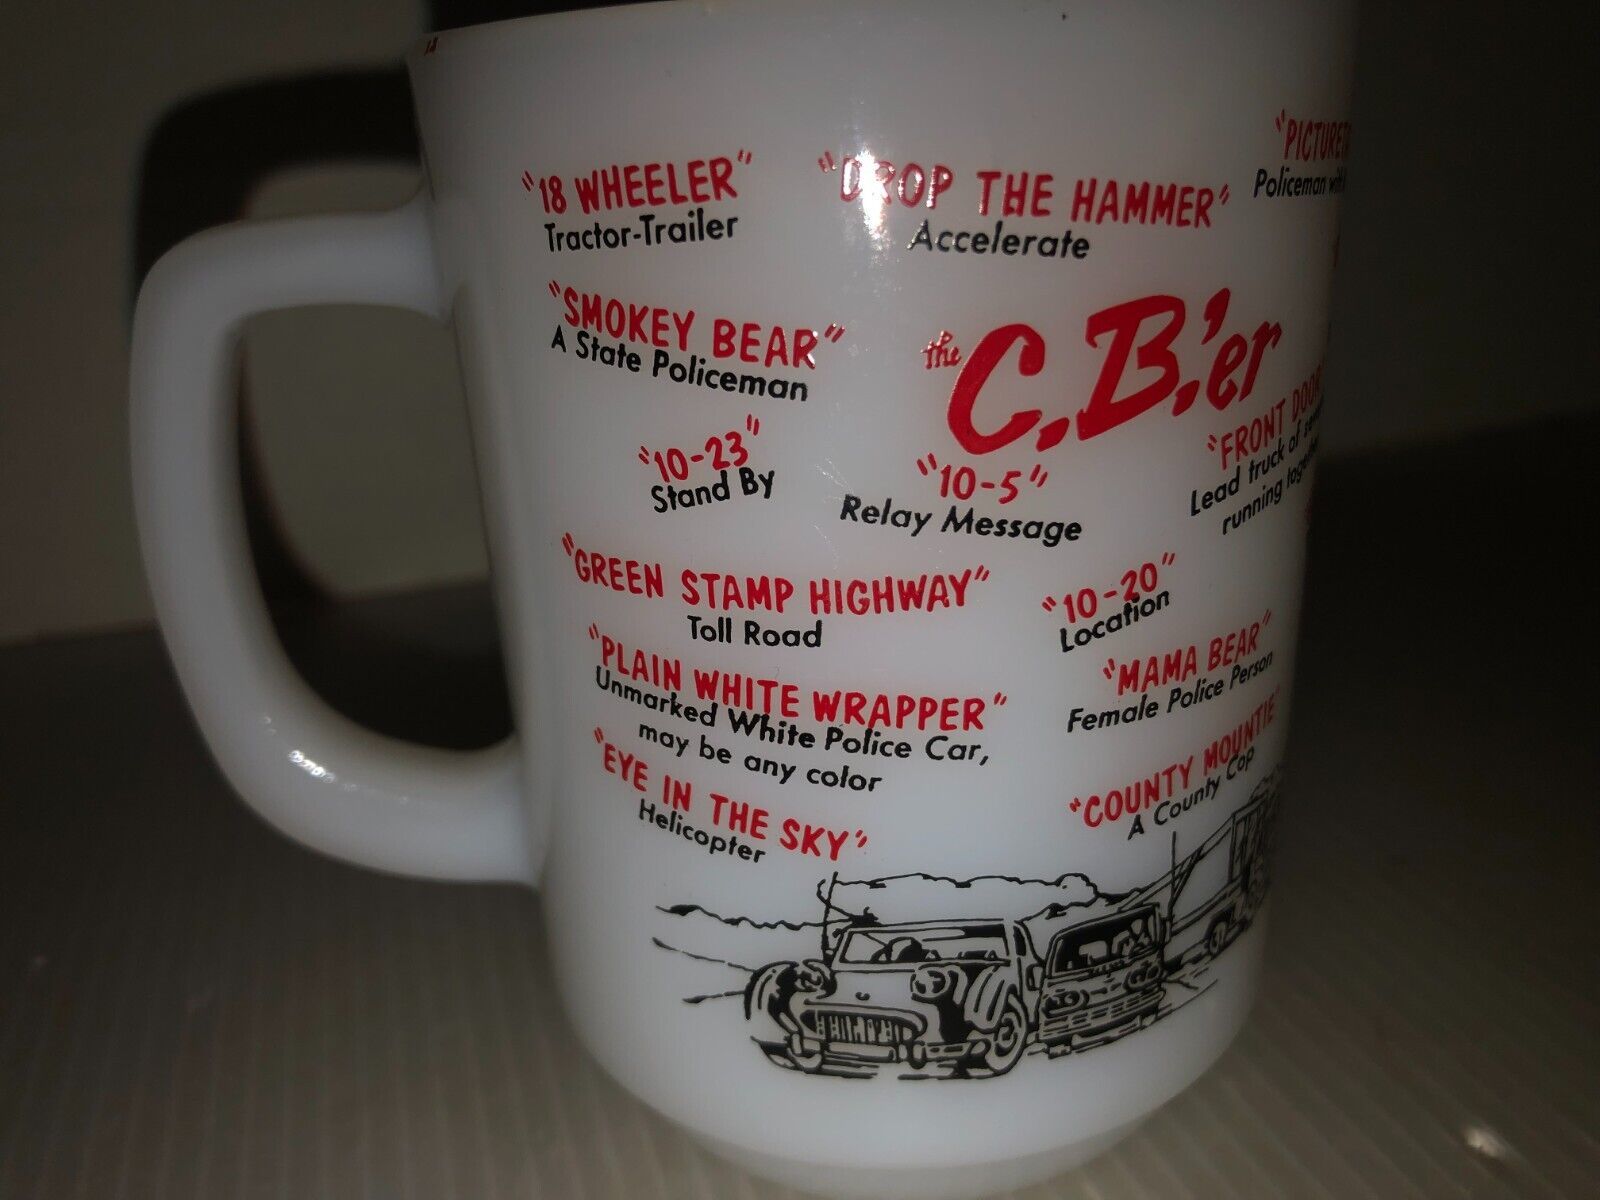 "18 WHEELER"
Tractor-Trailer
"DROP THE HAMMER"
Accelerate
Policeman
"SMOKEY BEAR"
A State Policeman
the C.B.'er
"FRONT DOOR
Lead truck of
running
"10-23"
Stand By
"10-5"
Relay Message
"GREEN STAMP HIGHWAY"
Toll Road
"10-20"
Location
"PLAIN WHITE WRAPPER"
Unmarked White Police Car,
may be any color
"MAMA BEAR"
Female Police Person
"EYE IN THE SKY"
Helicopter
"COUNTY MOUNTIE"
A County Cop